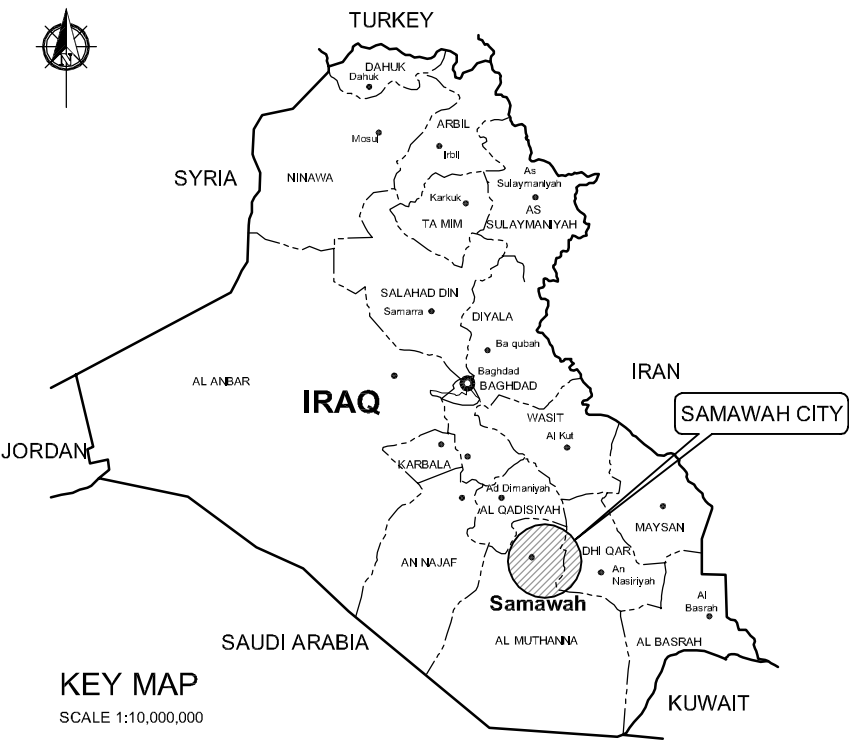 TURKEY
N
DAHUK
Dahuk
ARBIL
Mosul
Irbil
SYRIA
NINAWA
As
Sulaymaniyah
Karkuk
AS
SULAYMANIYAH
TA MIM
SALAHAD DIN
Samarra
DIYALA
Ba qubah
IRAN
Baghdad
BAGHDAD
AL ANBAR
IRAQ
SAMAWAH CITY
WASIT
Al Kut
JORDAN
KARBALA
Ad Dimaniyah
AL QADISIYAH
MAYSAN
DHI QAR
AN NAJAF
An
Nasiriyah
Samawah
Al
Basrah
SAUDI ARABIA
AL MUTHANNA
AL BASRAH
KEY MAP
KUWAIT
SCALE 1:10,000,000